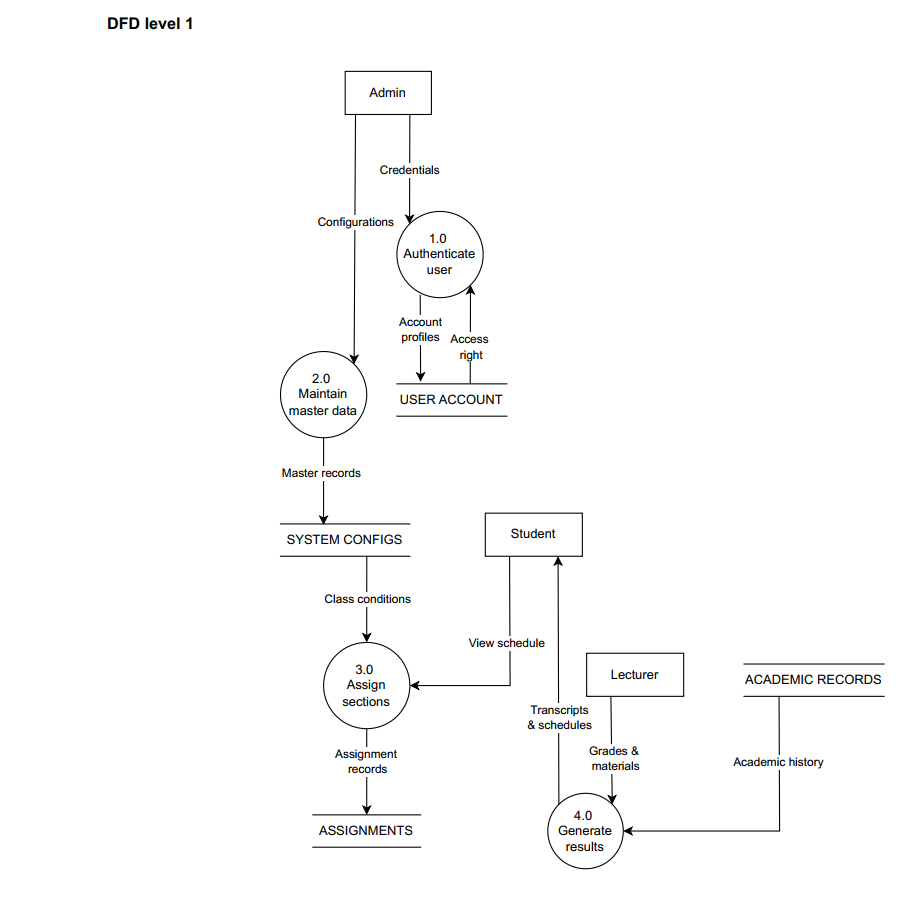 DFD level 1
Admin
Credentials
Configurations
1.0
Authenticate
user
Account
profiles
Access
right
2.0
Maintain
master data
USER ACCOUNT
Master records
SYSTEM CONFIGS
Student
Class conditions
View schedule
3.0
Assign
sections
Lecturer
ACADEMIC RECORDS
Transcripts
& schedules
Assignment
records
Grades &
materials
Academic history
4.0
Generate
results
ASSIGNMENTS